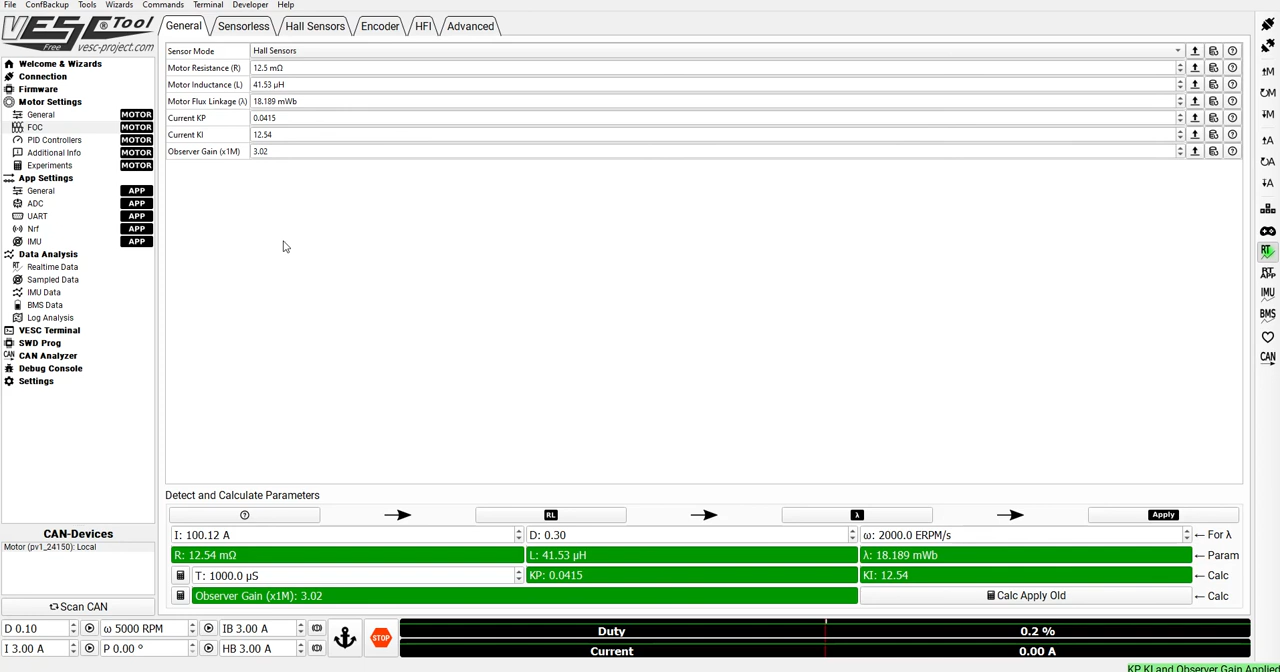 File ConfBackup Tools Wizards Commands Terminal Developer Help
VESC Tool
Free vesc-project.com
General Sensorless Hall Sensors Encoder HFI Advanced
Welcome & Wizards
Connection
Firmware
Motor Settings
General MOTOR
FOC MOTOR
PID Controllers MOTOR
Additional Info MOTOR
Experiments MOTOR
App Settings
General APP
ADC APP
UART APP
Nrf APP
IMU APP
Data Analysis
RT Realtime Data
Sampled Data
IMU Data
BMS Data
Log Analysis
VESC Terminal
SWD Prog
CAN CAN Analyzer
Debug Console
Settings
CAN-Devices
Motor (pv1_24150): Local
Scan CAN
Sensor Mode Hall Sensors
Motor Resistance (R) 12.5 mΩ
Motor Inductance (L) 41.53 µH
Motor Flux Linkage (λ) 18.189 mWb
Current KP 0.0415
Current KI 12.54
Observer Gain (x1M) 3.02
Detect and Calculate Parameters
RL λ Apply
I: 100.12 A D: 0.30 ω: 2000.0 ERPM/s ← For λ
R: 12.54 mΩ L: 41.53 µH λ: 18.189 mWb ← Param
T: 1000.0 µS KP: 0.0415 KI: 12.54 ← Calc
Observer Gain (x1M): 3.02 Calc Apply Old ← Calc
D 0.10 ω 5000 RPM IB 3.00 A
I 3.00 A P 0.00 ° HB 3.00 A
STOP
Duty 0.2 %
Current 0.00 A
M
M
M
A
A
A
RT
RT
APP
IMU
BMS
CAN
KP, KI and Observer Gain Applied